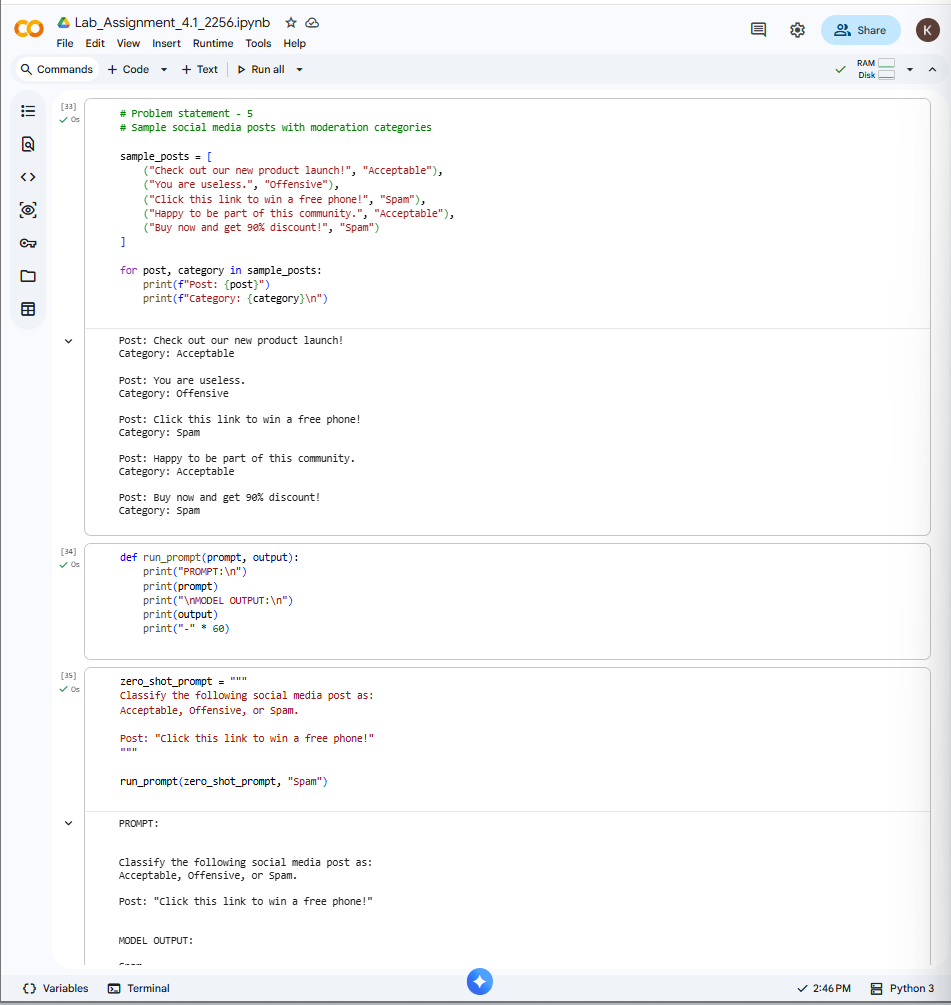 Lab_Assignment_4.1_2256.ipynb
File Edit View Insert Runtime Tools Help
Share
K
Commands + Code + Text Run all
RAM
Disk
[33]
0s
# Problem statement - 5
# Sample social media posts with moderation categories
sample_posts = [
("Check out our new product launch!", "Acceptable"),
("You are useless.", "Offensive"),
("Click this link to win a free phone!", "Spam"),
("Happy to be part of this community.", "Acceptable"),
("Buy now and get 90% discount!", "Spam")
]
for post, category in sample_posts:
print(f"Post: {post}")
print(f"Category: {category}\n")
Post: Check out our new product launch!
Category: Acceptable
Post: You are useless.
Category: Offensive
Post: Click this link to win a free phone!
Category: Spam
Post: Happy to be part of this community.
Category: Acceptable
Post: Buy now and get 90% discount!
Category: Spam
[34]
0s
def run_prompt(prompt, output):
print("PROMPT:\n")
print(prompt)
print("\nMODEL OUTPUT:\n")
print(output)
print("-" * 60)
[35]
0s
zero_shot_prompt = """
Classify the following social media post as:
Acceptable, Offensive, or Spam.
Post: "Click this link to win a free phone!"
"""
run_prompt(zero_shot_prompt, "Spam")
PROMPT:
Classify the following social media post as:
Acceptable, Offensive, or Spam.
Post: "Click this link to win a free phone!"
MODEL OUTPUT:
Variables Terminal
2:46 PM Python 3